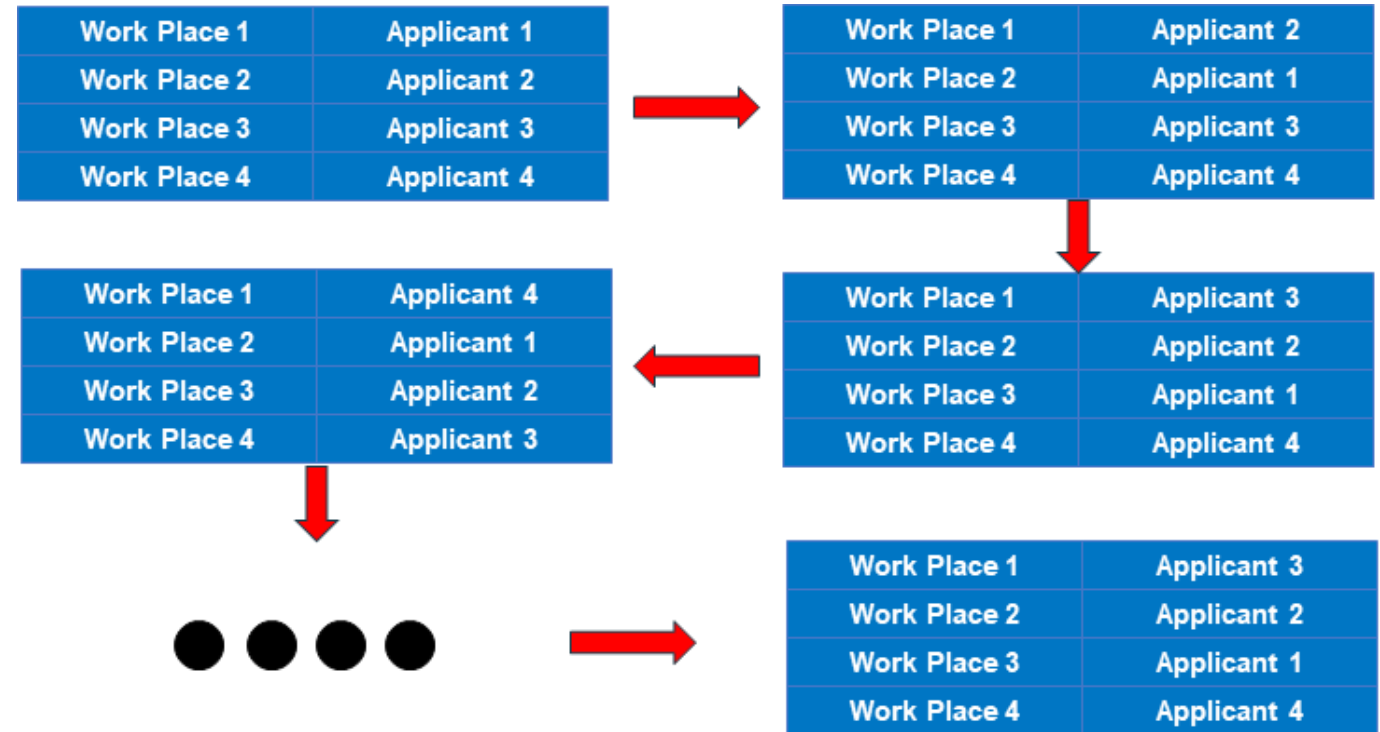 Work Place 1 Applicant 1
Work Place 2 Applicant 2
Work Place 3 Applicant 3
Work Place 4 Applicant 4
Work Place 1 Applicant 2
Work Place 2 Applicant 1
Work Place 3 Applicant 3
Work Place 4 Applicant 4
Work Place 1 Applicant 3
Work Place 2 Applicant 2
Work Place 3 Applicant 1
Work Place 4 Applicant 4
Work Place 1 Applicant 4
Work Place 2 Applicant 1
Work Place 3 Applicant 2
Work Place 4 Applicant 3
Work Place 1 Applicant 3
Work Place 2 Applicant 2
Work Place 3 Applicant 1
Work Place 4 Applicant 4